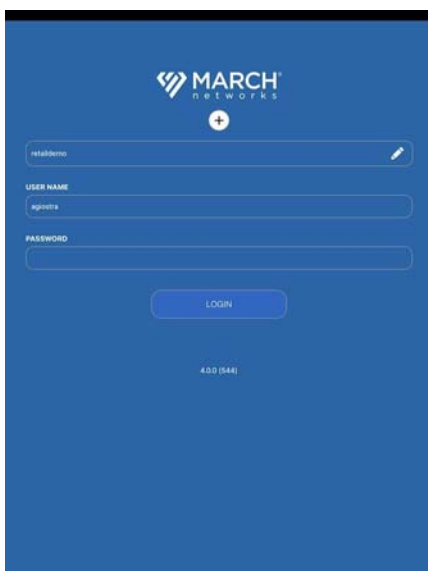 MARCH
networks
retaildemo
USER NAME
agiostra
PASSWORD
LOGIN
4.0.0 (544)